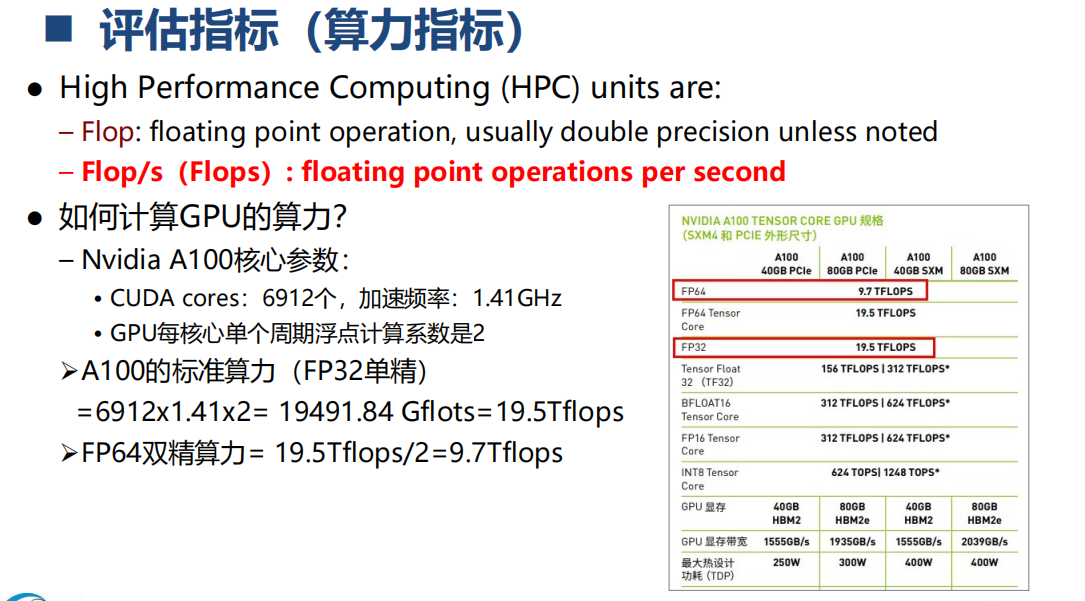 ■ 评估指标（算力指标）
● High Performance Computing (HPC) units are:
– Flop: floating point operation, usually double precision unless noted
– Flop/s（Flops）: floating point operations per second
● 如何计算GPU的算力?
– Nvidia A100核心参数：
• CUDA cores：6912个，加速频率：1.41GHz
• GPU每核心单个周期浮点计算系数是2
➢A100的标准算力（FP32单精）
=6912x1.41x2= 19491.84 Gflots=19.5Tflops
➢FP64双精算力= 19.5Tflops/2=9.7Tflops
NVIDIA A100 TENSOR CORE GPU 规格
（SXM4 和 PCIE 外形尺寸）
A100 A100 A100 A100
40GB PCIe 80GB PCIe 40GB SXM 80GB SXM
FP64 9.7 TFLOPS
FP64 Tensor 19.5 TFLOPS
Core
FP32 19.5 TFLOPS
Tensor Float 156 TFLOPS | 312 TFLOPS*
32 （TF32）
BFLOAT16 312 TFLOPS | 624 TFLOPS*
Tensor Core
FP16 Tensor 312 TFLOPS | 624 TFLOPS*
Core
INT8 Tensor 624 TOPS| 1248 TOPS*
Core
GPU 显存 40GB 80GB 40GB 80GB
HBM2 HBM2e HBM2 HBM2e
GPU 显存带宽 1555GB/s 1935GB/s 1555GB/s 2039GB/s
最大热设计 250W 300W 400W 400W
功耗（TDP）